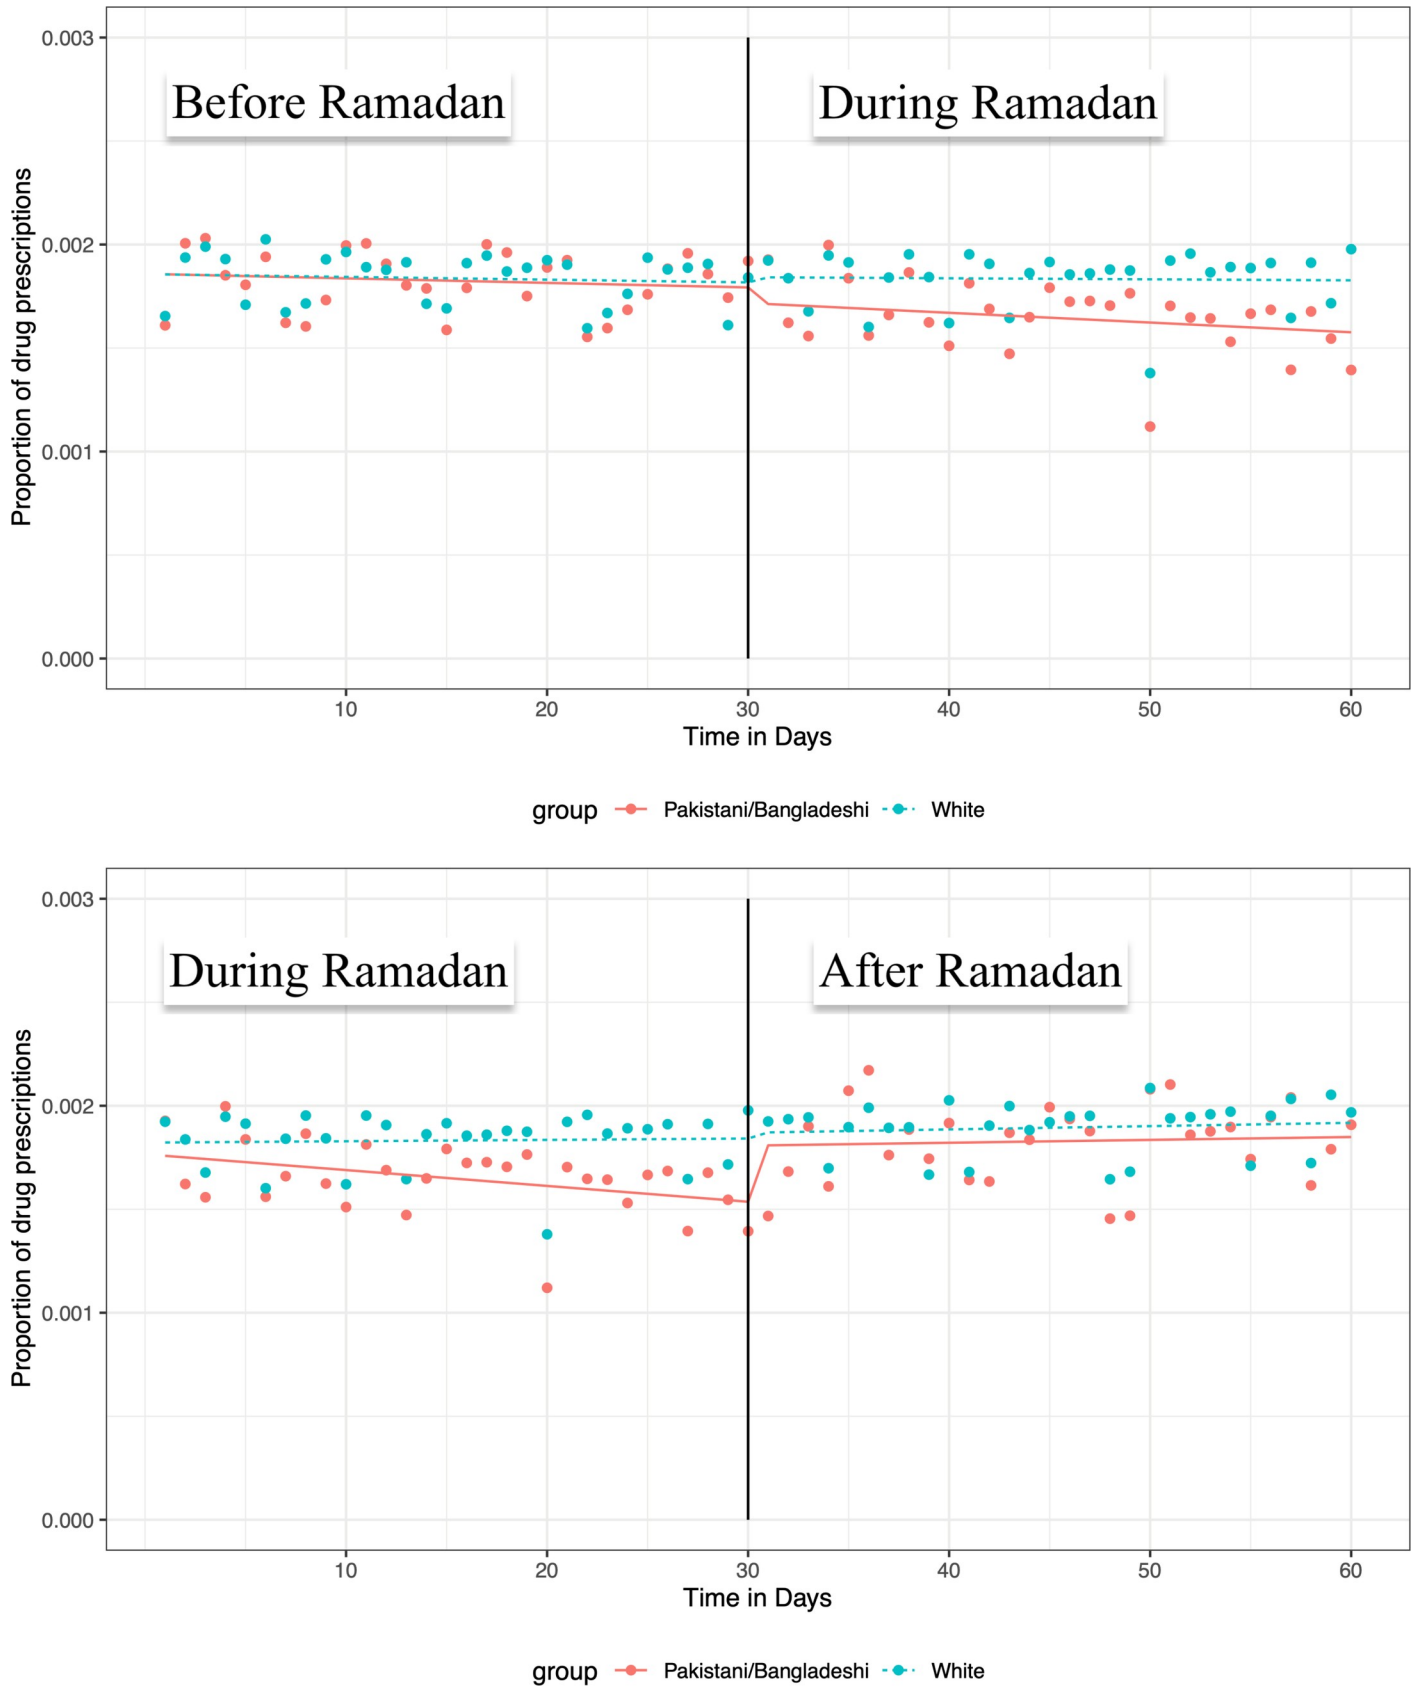 0.003
Before Ramadan During Ramadan
0.002
0.001
0.000
Proportion of drug prescriptions
10 20 30 40 50 60
Time in Days
group Pakistani/Bangladeshi White
0.003
During Ramadan After Ramadan
0.002
0.001
0.000
Proportion of drug prescriptions
10 20 30 40 50 60
Time in Days
group Pakistani/Bangladeshi White